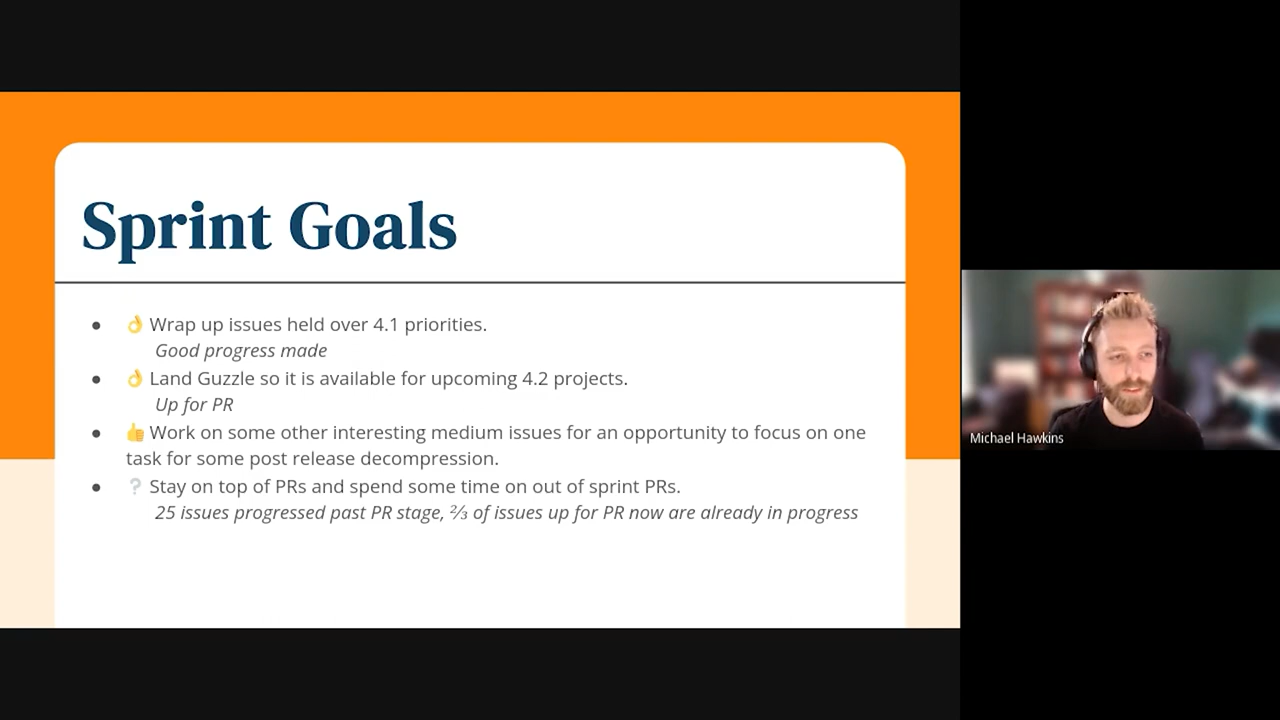 Sprint Goals
● 👌 Wrap up issues held over 4.1 priorities.
Good progress made
● 👌 Land Guzzle so it is available for upcoming 4.2 projects.
Up for PR
● 👍 Work on some other interesting medium issues for an opportunity to focus on one
task for some post release decompression.
● ❔ Stay on top of PRs and spend some time on out of sprint PRs.
25 issues progressed past PR stage, ⅔ of issues up for PR now are already in progress
Michael Hawkins